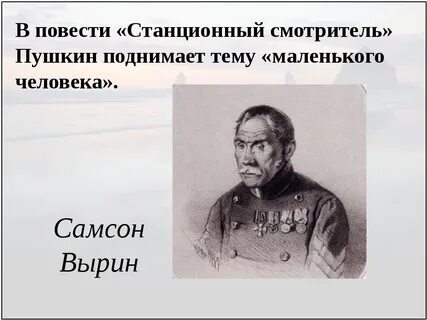 В повести «Станционный смотритель»
Пушкин поднимает тему «маленького
человека».
Самсон
Вырин